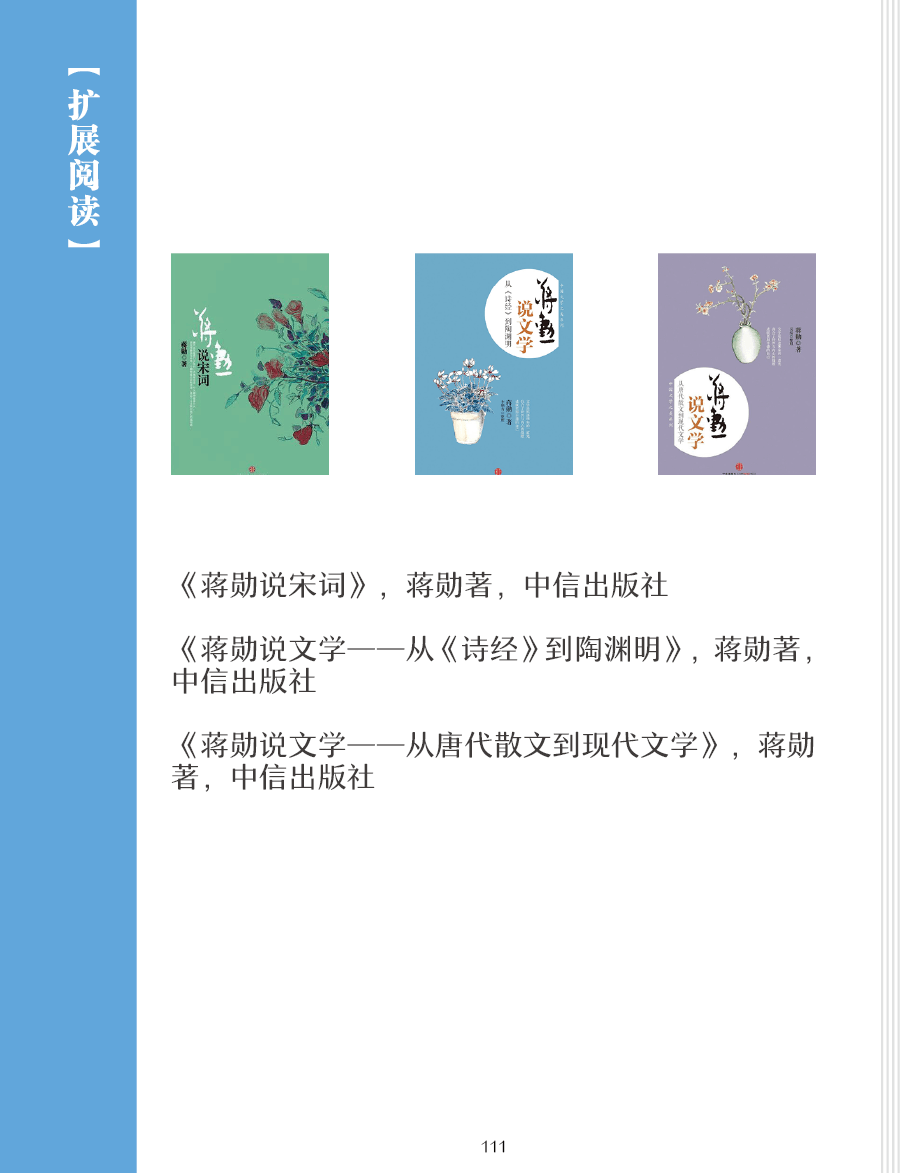 【扩展阅读】
蒋勋
说宋词
蒋勋 著
蒋勋
说文学
从《诗经》到陶渊明
蒋勋 著
蒋勋 著
蒋勋
说文学
从唐代散文到现代文学
《蒋勋说宋词》，蒋勋著，中信出版社
《蒋勋说文学——从《诗经》到陶渊明》，蒋勋著，
中信出版社
《蒋勋说文学——从唐代散文到现代文学》，蒋勋
著，中信出版社
111